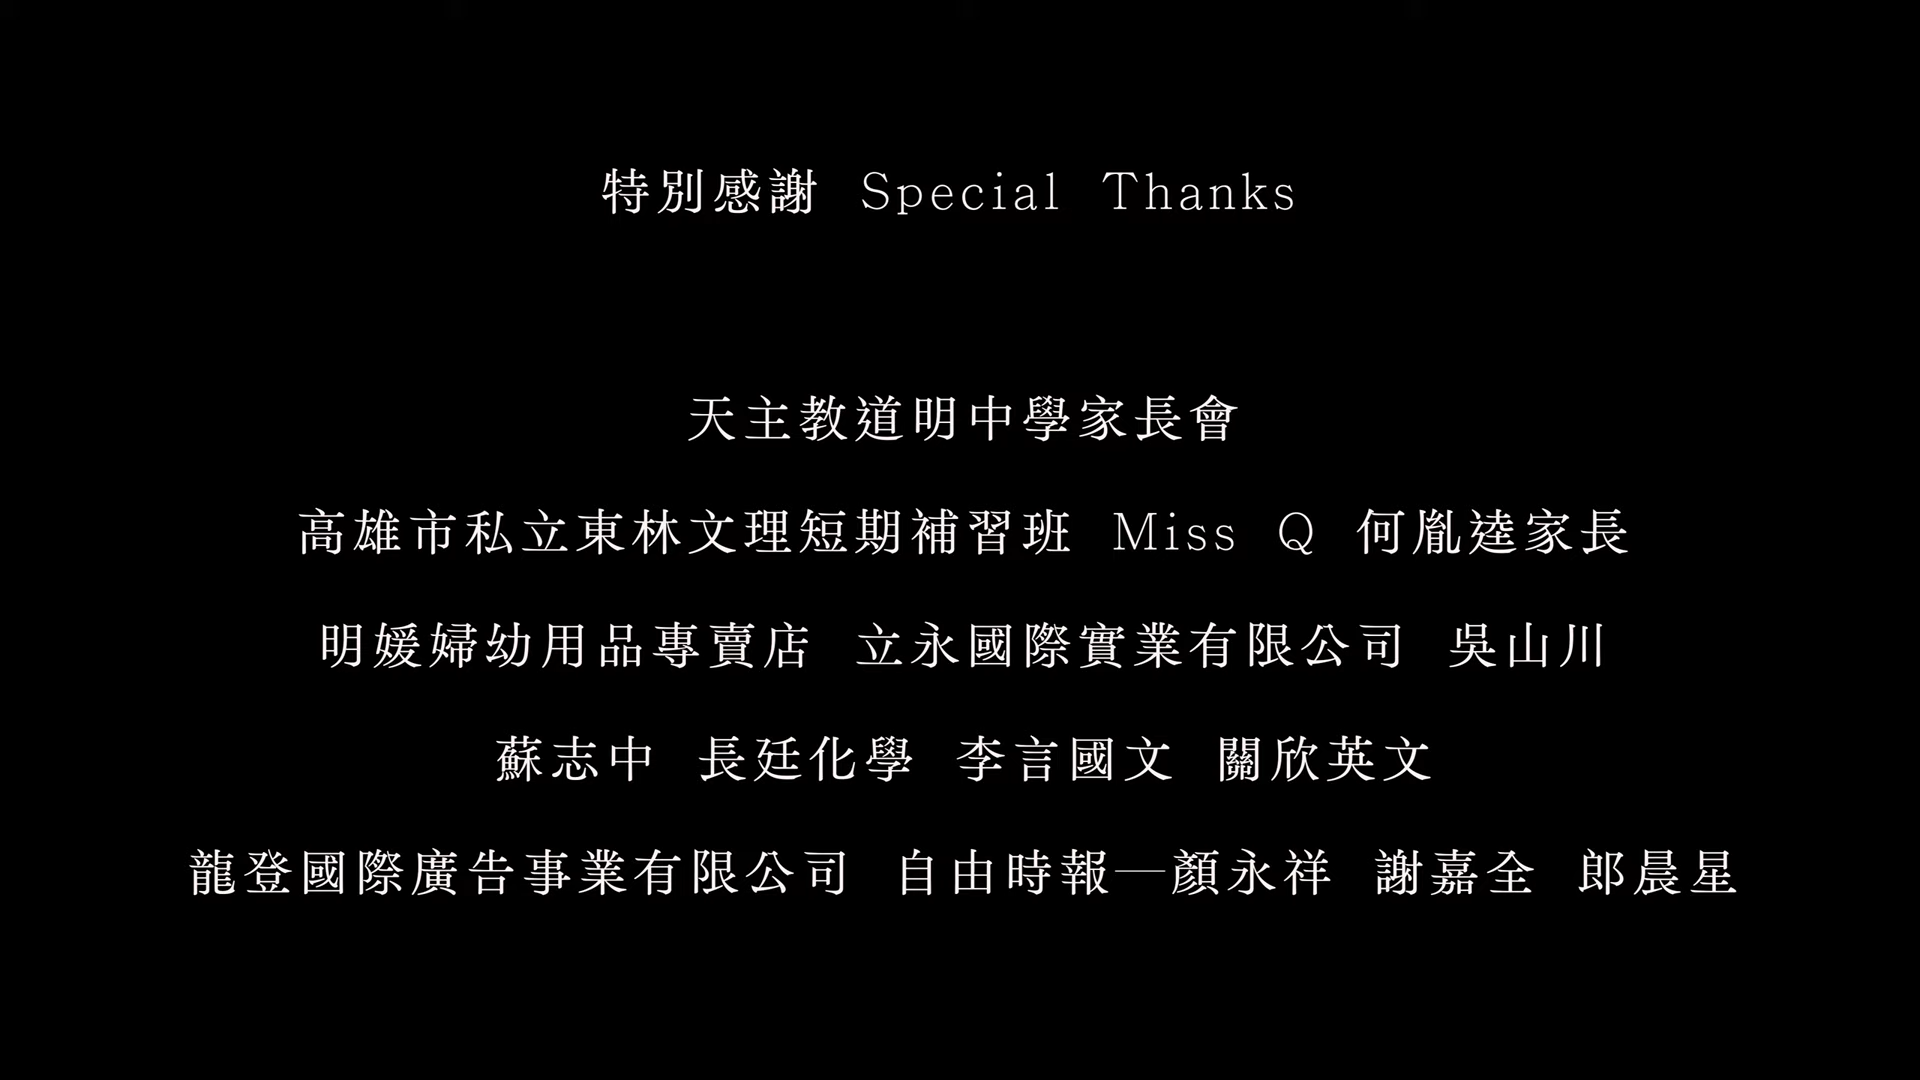 特別感謝 Special Thanks
天主教道明中學家長會
高雄市私立東林文理短期補習班 Miss Q 何胤逵家長
明媛婦幼用品專賣店 立永國際實業有限公司 吳山川
蘇志中 長廷化學 李言國文 關欣英文
龍登國際廣告事業有限公司 自由時報—顏永祥 謝嘉全 郎晨星